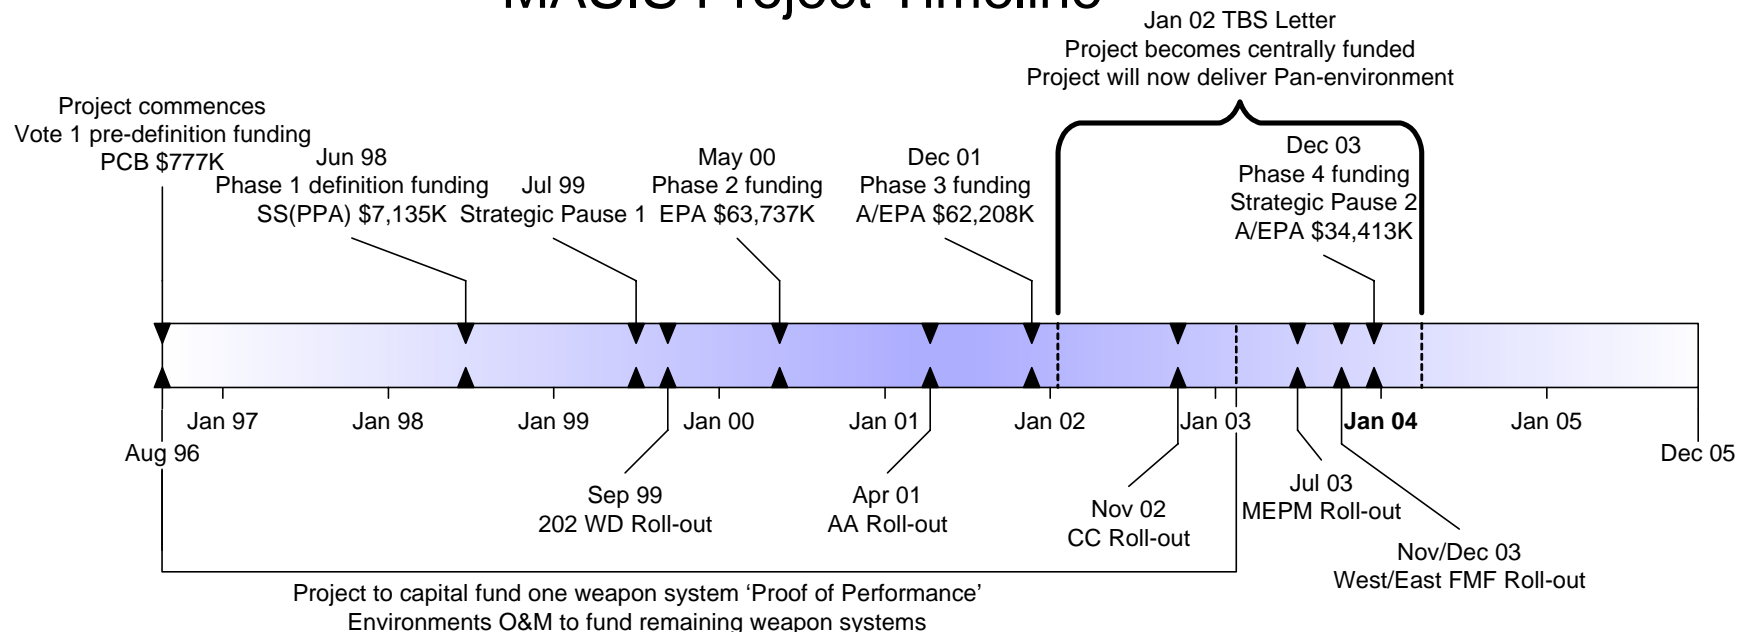 MASIS Project Timeline
Jan 02 TBS Letter
Project becomes centrally funded
Project will now deliver Pan-environment
Project commences
Vote 1 pre-definition funding
PCB $777K
Jun 98
Phase 1 definition funding
SS(PPA) $7,135K
Jul 99
Strategic Pause 1
May 00
Phase 2 funding
EPA $63,737K
Dec 01
Phase 3 funding
A/EPA $62,208K
Dec 03
Phase 4 funding
Strategic Pause 2
A/EPA $34,413K
Jan 97
Jan 98
Jan 99
Jan 00
Jan 01
Jan 02
Jan 03
Jan 04
Jan 05
Aug 96
Dec 05
Sep 99
202 WD Roll-out
Apr 01
AA Roll-out
Nov 02
CC Roll-out
Jul 03
MEPM Roll-out
Nov/Dec 03
West/East FMF Roll-out
Project to capital fund one weapon system ‘Proof of Performance’
Environments O&M to fund remaining weapon systems